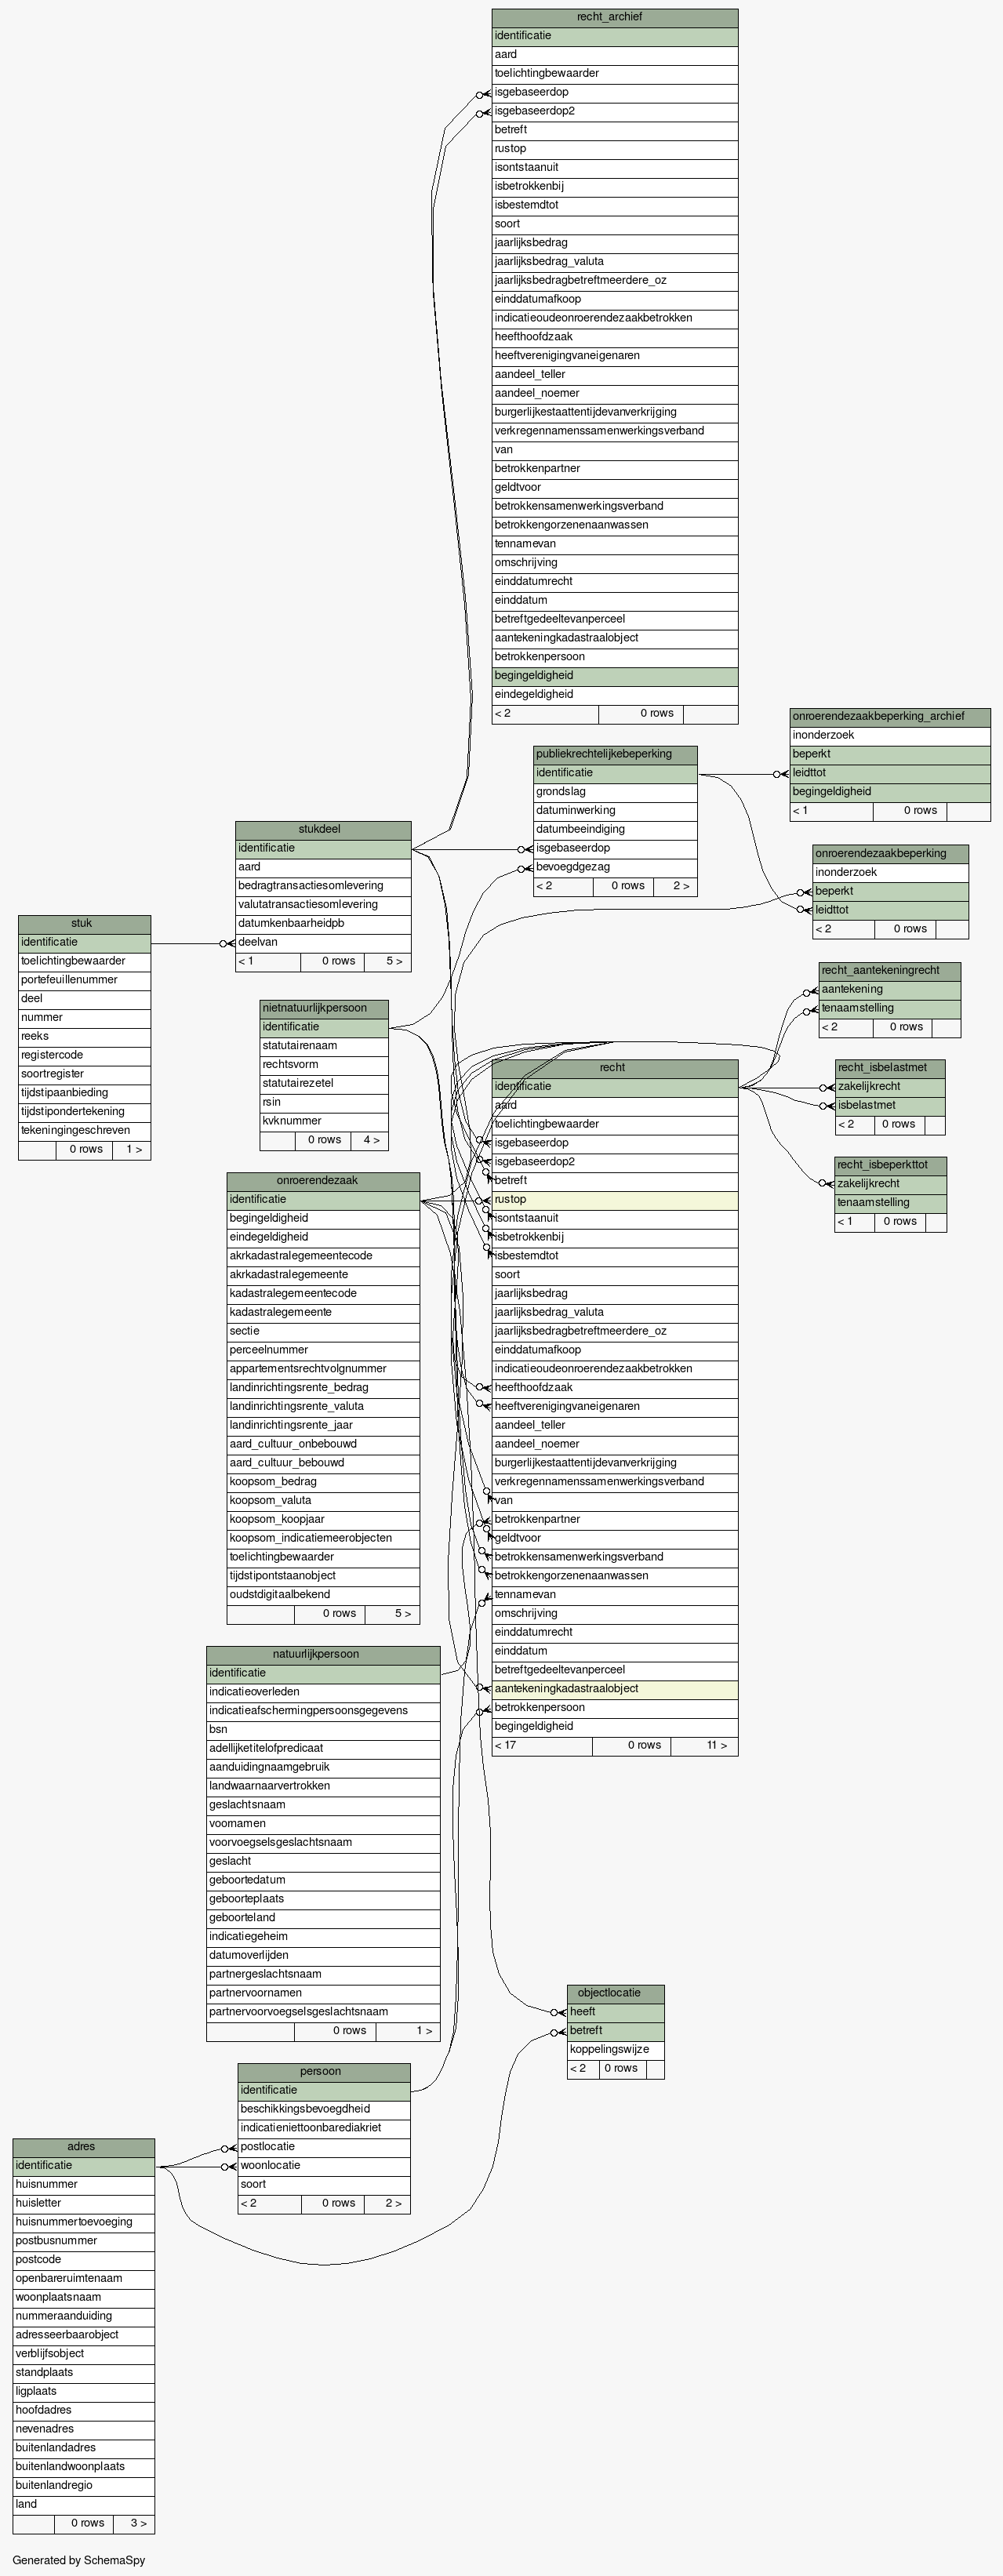 recht_archief
identificatie
aard
toelichtingbewaarder
isgebaseerdop
isgebaseerdop2
betreft
rustop
isontstaanuit
isbetrokkenbij
isbestemdtot
soort
jaarlijksbedrag
jaarlijksbedrag_valuta
jaarlijksbedragbetreftmeerdere_oz
einddatumafkoop
indicatieoudeonroerendezaakbetrokken
heefthoofdzaak
heeftverenigingvaneigenaren
aandeel_teller
aandeel_noemer
burgerlijkestaattentijdevanverkrijging
verkregennamenssamenwerkingsverband
van
betrokkenpartner
geldtvoor
betrokkensamenwerkingsverband
betrokkengorzenenaanwassen
tennamevan
omschrijving
einddatumrecht
einddatum
betreftgedeeltevanperceel
aantekeningkadastraalobject
betrokkenpersoon
begingeldigheid
eindegeldigheid
< 2 0 rows
onroerendezaakbeperking_archief
inonderzoek
beperkt
leidttot
begingeldigheid
< 1 0 rows
publiekrechtelijkebeperking
identificatie
grondslag
datuminwerking
datumbeeindiging
isgebaseerdop
bevoegdgezag
< 2 0 rows 2 >
stukdeel
identificatie
aard
bedragtransactiesomlevering
valutatransactiesomlevering
datumkenbaarheidpb
deelvan
< 1 0 rows 5 >
onroerendezaakbeperking
inonderzoek
beperkt
leidttot
< 2 0 rows
stuk
identificatie
toelichtingbewaarder
portefeuillenummer
deel
nummer
reeks
registercode
soortregister
tijdstipaanbieding
tijdstipondertekening
tekeningingeschreven
0 rows 1 >
recht_aantekeningrecht
aantekening
tenaamstelling
< 2 0 rows
nietnatuurlijkpersoon
identificatie
statutairenaam
rechtsvorm
statutairezetel
rsin
kvknummer
0 rows 4 >
recht_isbelastmet
zakelijkrecht
isbelastmet
< 2 0 rows
recht_isbeperkttot
zakelijkrecht
tenaamstelling
< 1 0 rows
recht
identificatie
aard
toelichtingbewaarder
isgebaseerdop
isgebaseerdop2
betreft
rustop
isontstaanuit
isbetrokkenbij
isbestemdtot
soort
jaarlijksbedrag
jaarlijksbedrag_valuta
jaarlijksbedragbetreftmeerdere_oz
einddatumafkoop
indicatieoudeonroerendezaakbetrokken
heefthoofdzaak
heeftverenigingvaneigenaren
aandeel_teller
aandeel_noemer
burgerlijkestaattentijdevanverkrijging
verkregennamenssamenwerkingsverband
van
betrokkenpartner
geldtvoor
betrokkensamenwerkingsverband
betrokkengorzenenaanwassen
tennamevan
omschrijving
einddatumrecht
einddatum
betreftgedeeltevanperceel
aantekeningkadastraalobject
betrokkenpersoon
begingeldigheid
< 17 0 rows 11 >
onroerendezaak
identificatie
begingeldigheid
eindegeldigheid
akrkadastralegemeentecode
akrkadastralegemeente
kadastralegemeentecode
kadastralegemeente
sectie
perceelnummer
appartementsrechtvolgnummer
landinrichtingsrente_bedrag
landinrichtingsrente_valuta
landinrichtingsrente_jaar
aard_cultuur_onbebouwd
aard_cultuur_bebouwd
koopsom_bedrag
koopsom_valuta
koopsom_koopjaar
koopsom_indicatiemeerobjecten
toelichtingbewaarder
tijdstipontstaanobject
oudstdigitaalbekend
0 rows 5 >
natuurlijkpersoon
identificatie
indicatieoverleden
indicatieafschermingpersoonsgegevens
bsn
adellijketitelofpredicaat
aanduidingnaamgebruik
landwaarnaarvertrokken
geslachtsnaam
voornamen
voorvoegselsgeslachtsnaam
geslacht
geboortedatum
geboorteplaats
geboorteland
indicatiegeheim
datumoverlijden
partnergeslachtsnaam
partnervoornamen
partnervoorvoegselsgeslachtsnaam
0 rows 1 >
objectlocatie
heeft
betreft
koppelingswijze
< 2 0 rows
persoon
identificatie
beschikkingsbevoegdheid
indicatieniettoonbarediakriet
postlocatie
woonlocatie
soort
< 2 0 rows 2 >
adres
identificatie
huisnummer
huisletter
huisnummertoevoeging
postbusnummer
postcode
openbareruimtenaam
woonplaatsnaam
nummeraanduiding
adresseerbaarobject
verblijfsobject
standplaats
ligplaats
hoofdadres
nevenadres
buitenlandadres
buitenlandwoonplaats
buitenlandregio
land
0 rows 3 >
Generated by SchemaSpy